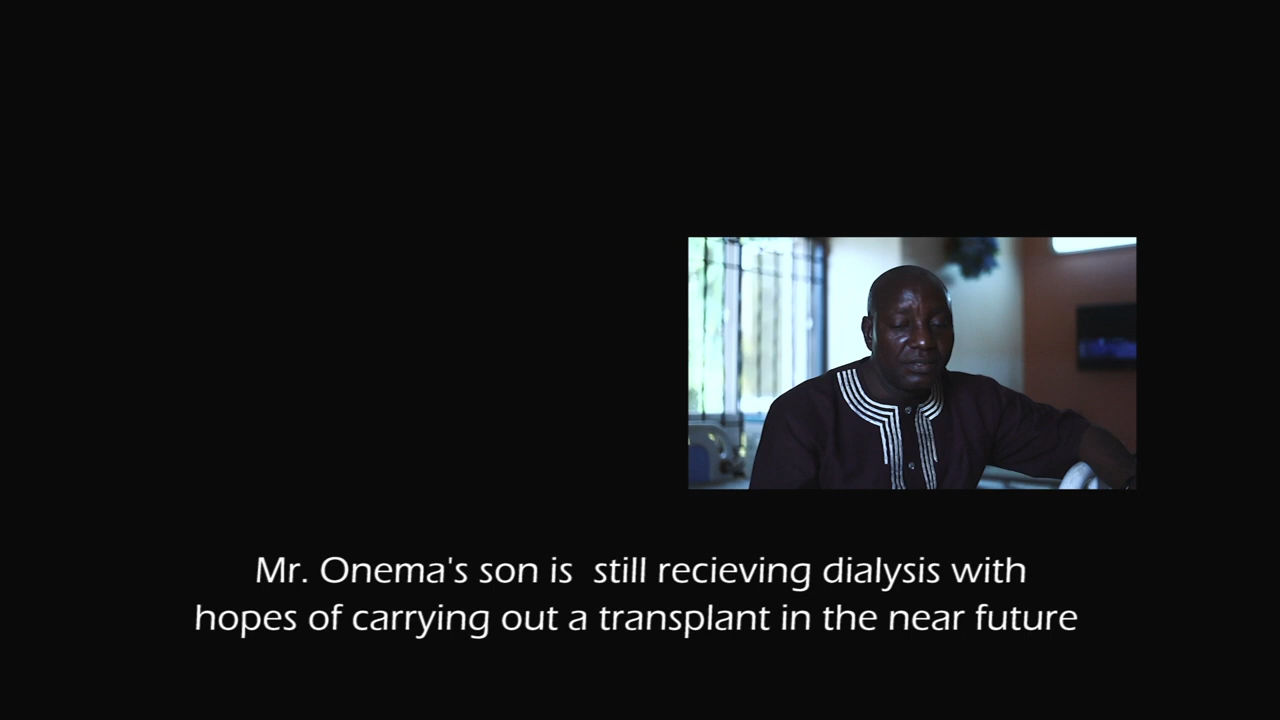 Mr. Onema's son is  still recieving dialysis with
hopes of carrying out a transplant in the near future